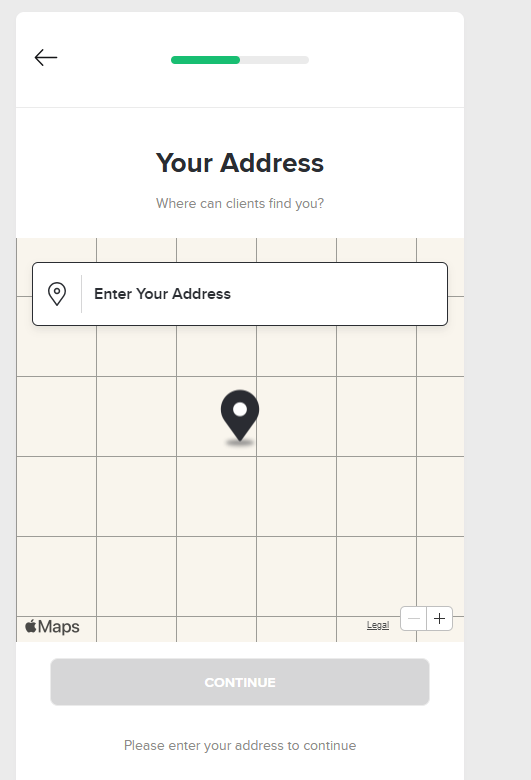 Your Address
Where can clients find you?
Enter Your Address
Maps
Legal
CONTINUE
Please enter your address to continue